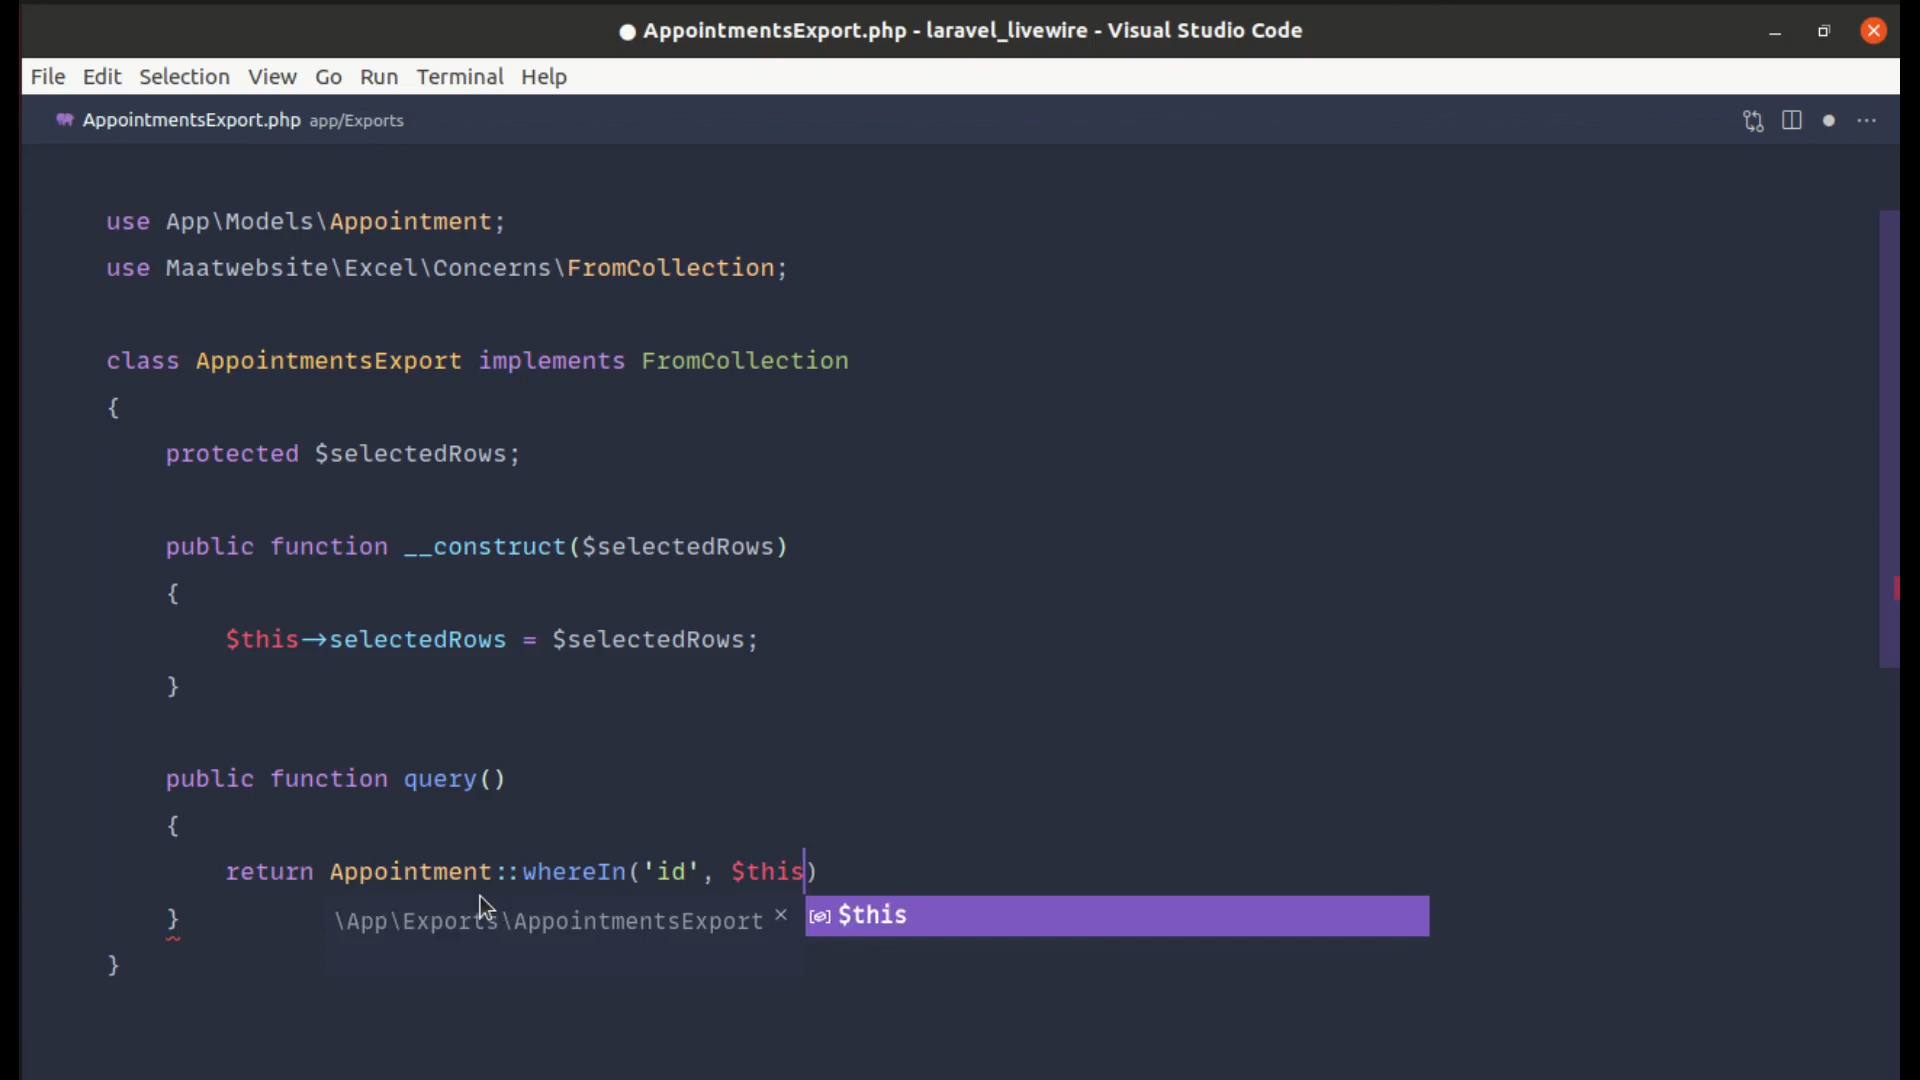 ● AppointmentsExport.php - laravel_livewire - Visual Studio Code
File Edit Selection View Go Run Terminal Help
AppointmentsExport.php app/Exports
use App\Models\Appointment;
use Maatwebsite\Excel\Concerns\FromCollection;
class AppointmentsExport implements FromCollection
{
protected $selectedRows;
public function __construct($selectedRows)
{
$this->selectedRows = $selectedRows;
}
public function query()
{
return Appointment::whereIn('id', $this)
}
\App\Exports\AppointmentsExport
$this
}